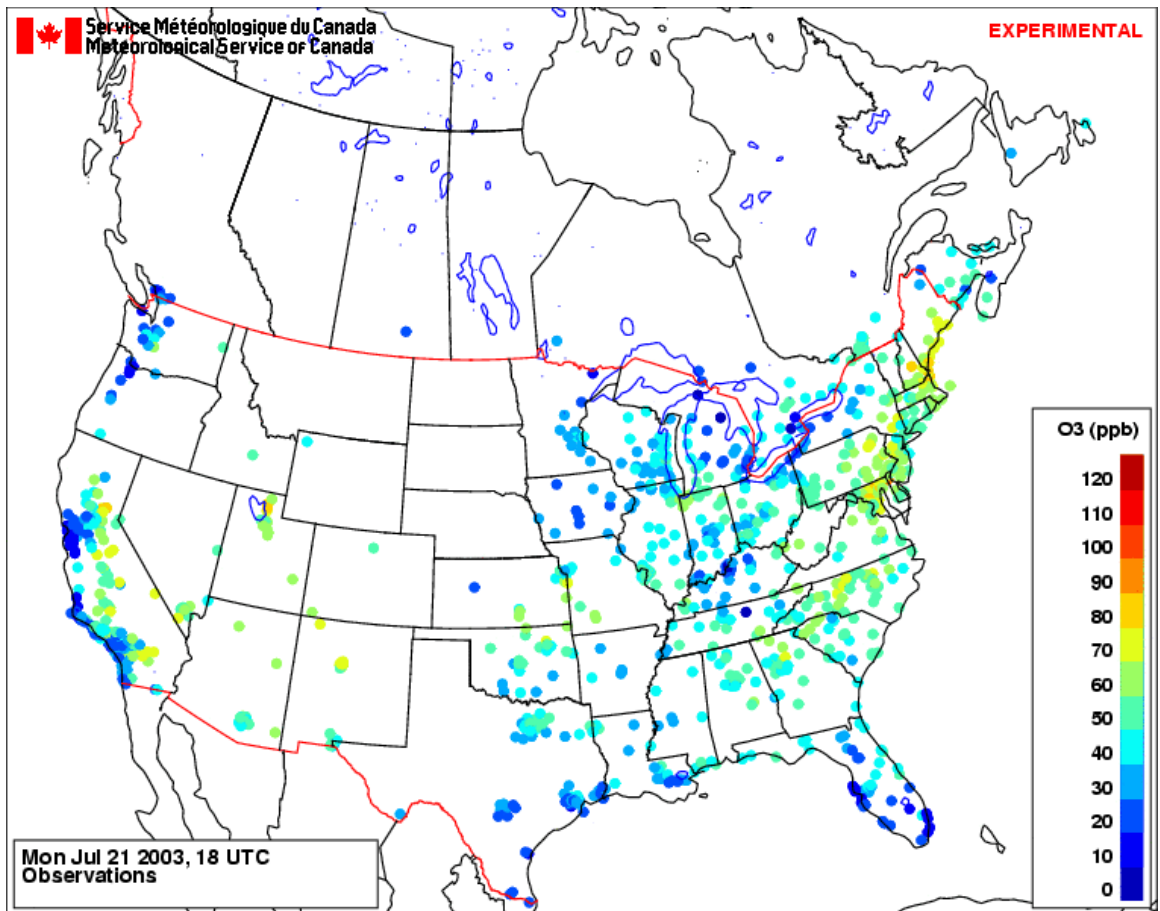 Service Météorologique du Canada
Meteorological Service of Canada
EXPERIMENTAL
O3 (ppb)
120
110
100
90
80
70
60
50
40
30
20
10
0
Mon Jul 21 2003, 18 UTC
Observations